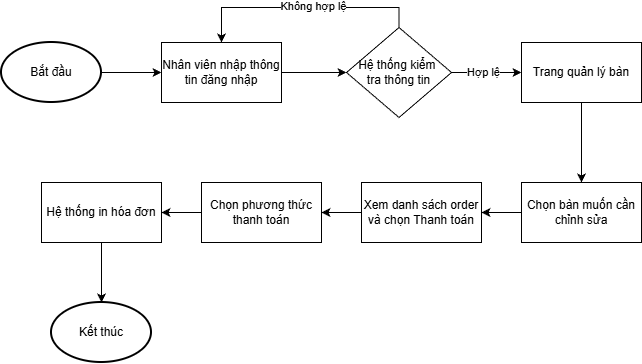 Không hợp lệ
Bắt đầu
Nhân viên nhập thông
tin đăng nhập
Hệ thống kiểm
tra thông tin
Hợp lệ
Trang quản lý bàn
Chọn bàn muốn cần
chỉnh sửa
Xem danh sách order
và chọn Thanh toán
Chọn phương thức
thanh toán
Hệ thống in hóa đơn
Kết thúc